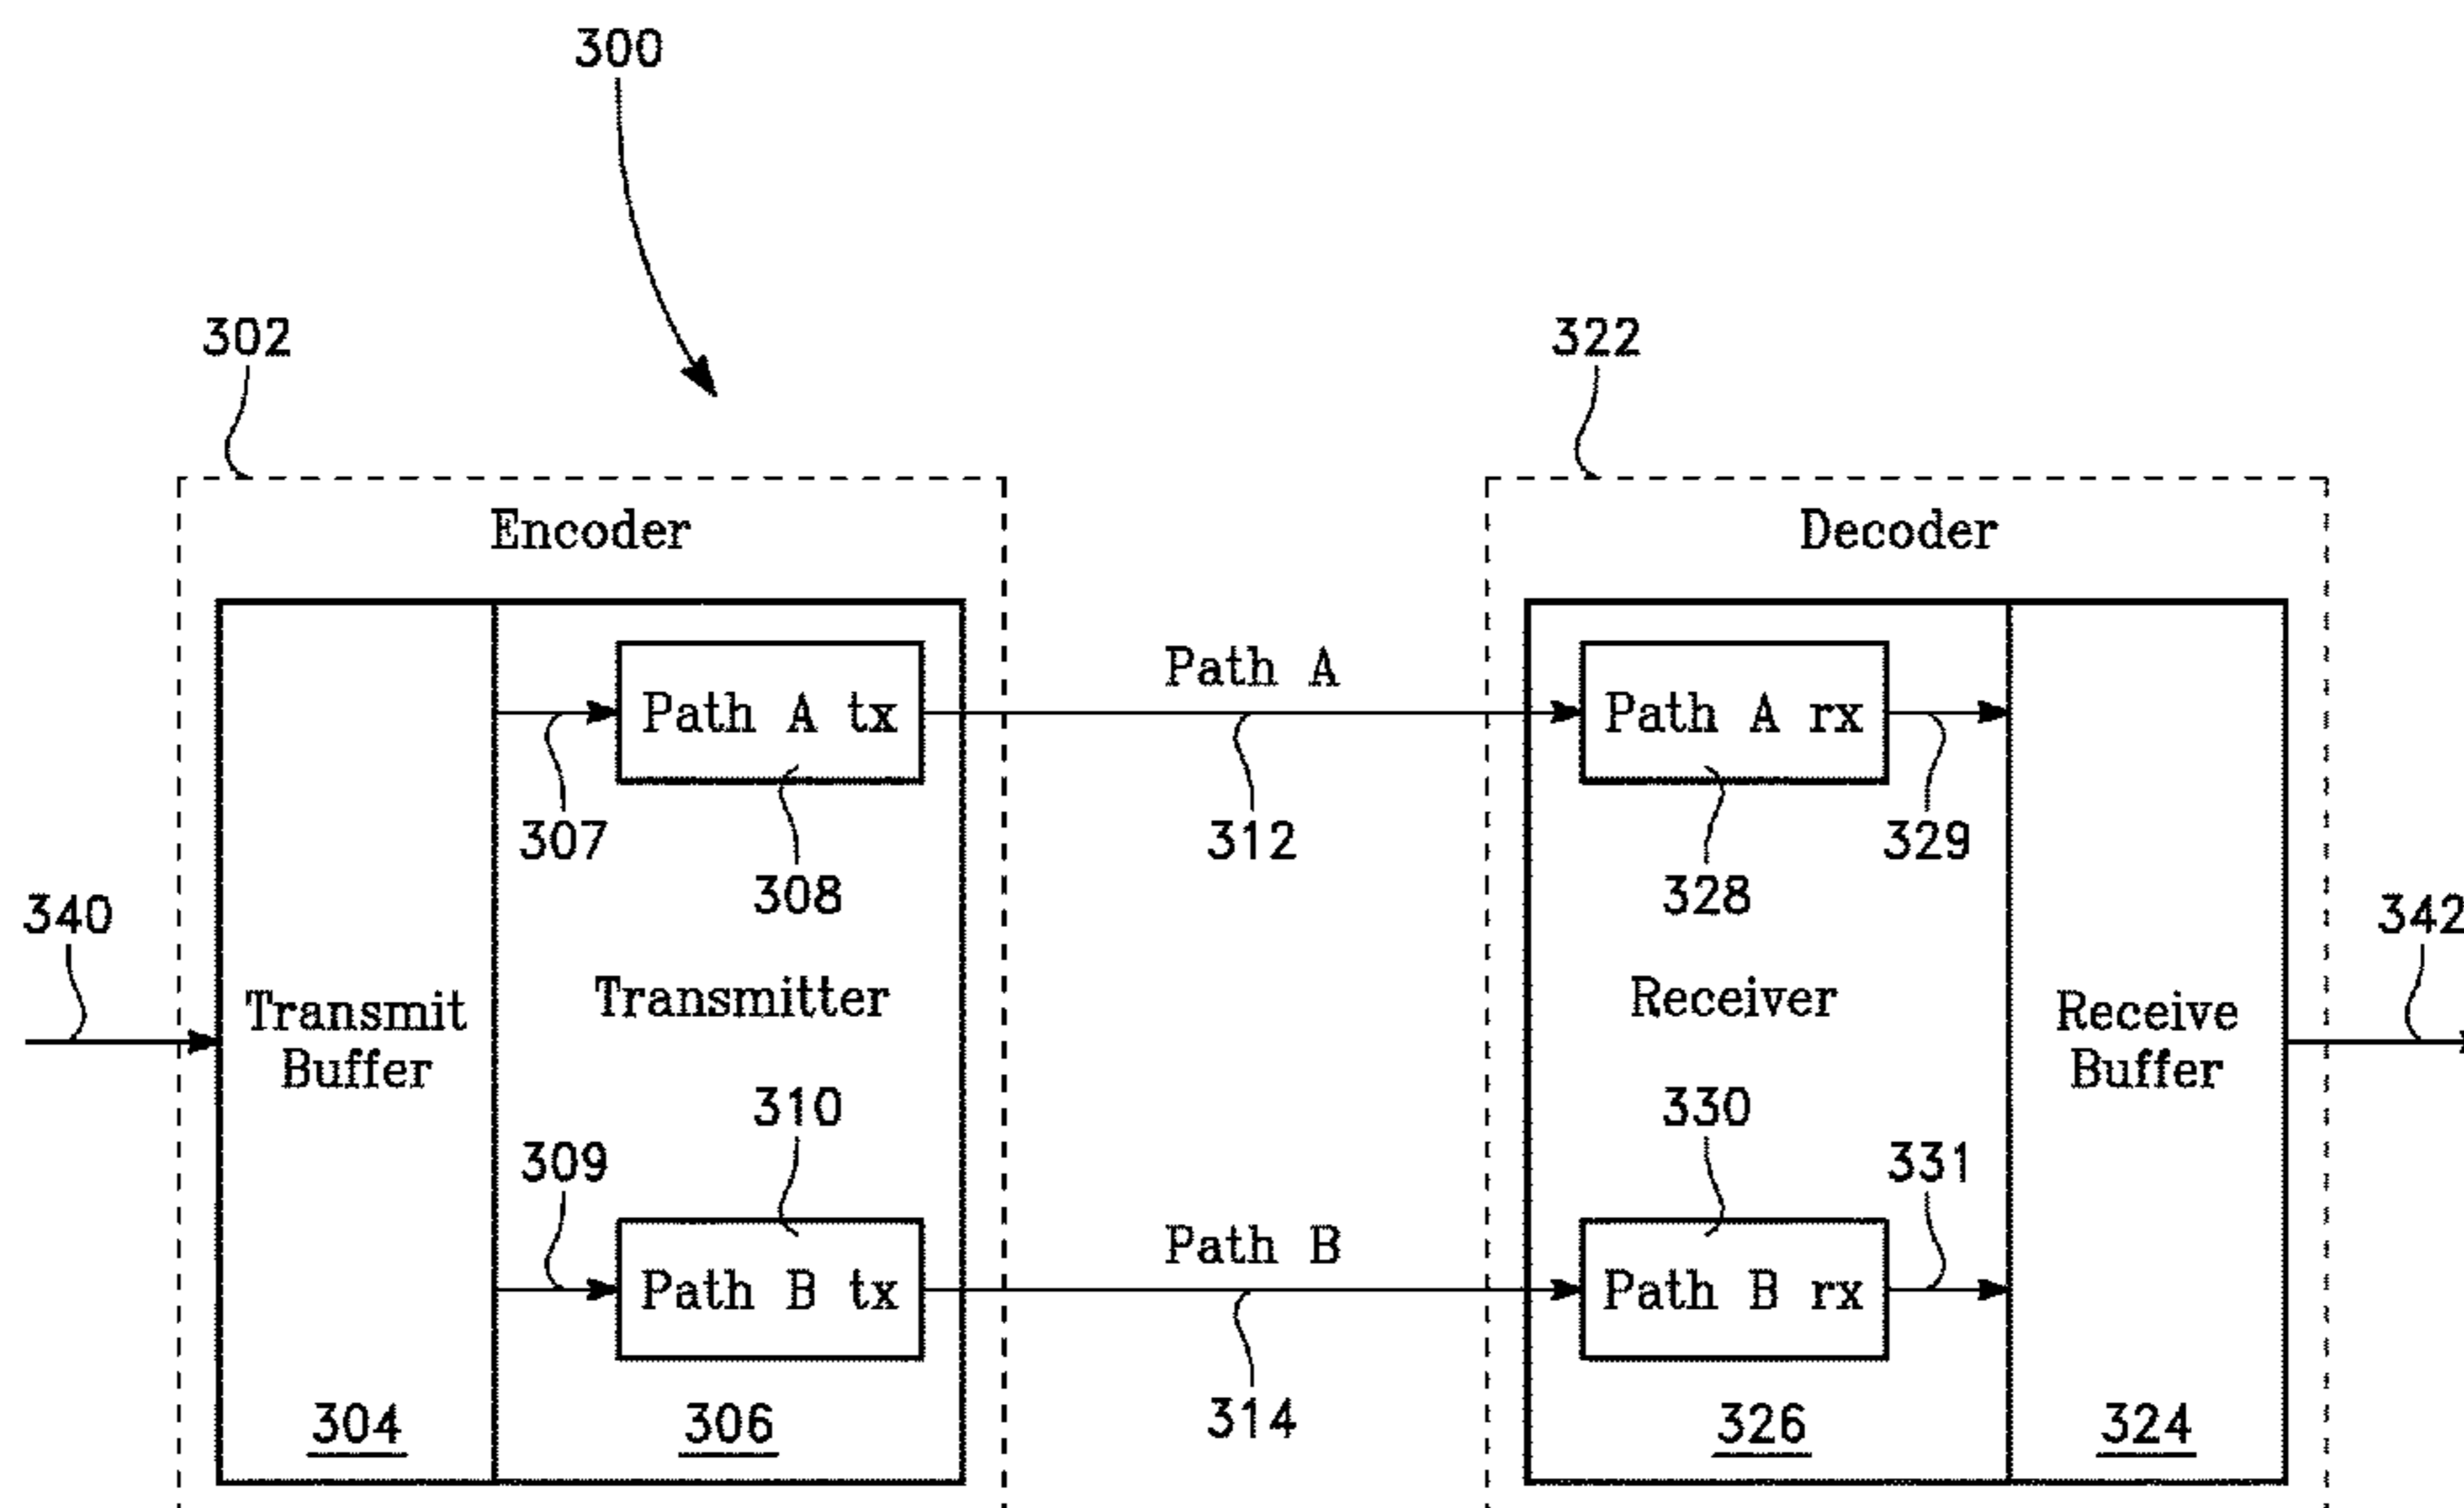 300
302
322
Encoder
Decoder
Path A
Path A tx
Path A rx
307
312
329
308
328
340
342
Transmitter
Receiver
Transmit
Buffer
Receive
Buffer
310
330
309
331
Path B
Path B tx
Path B rx
314
304
306
326
324